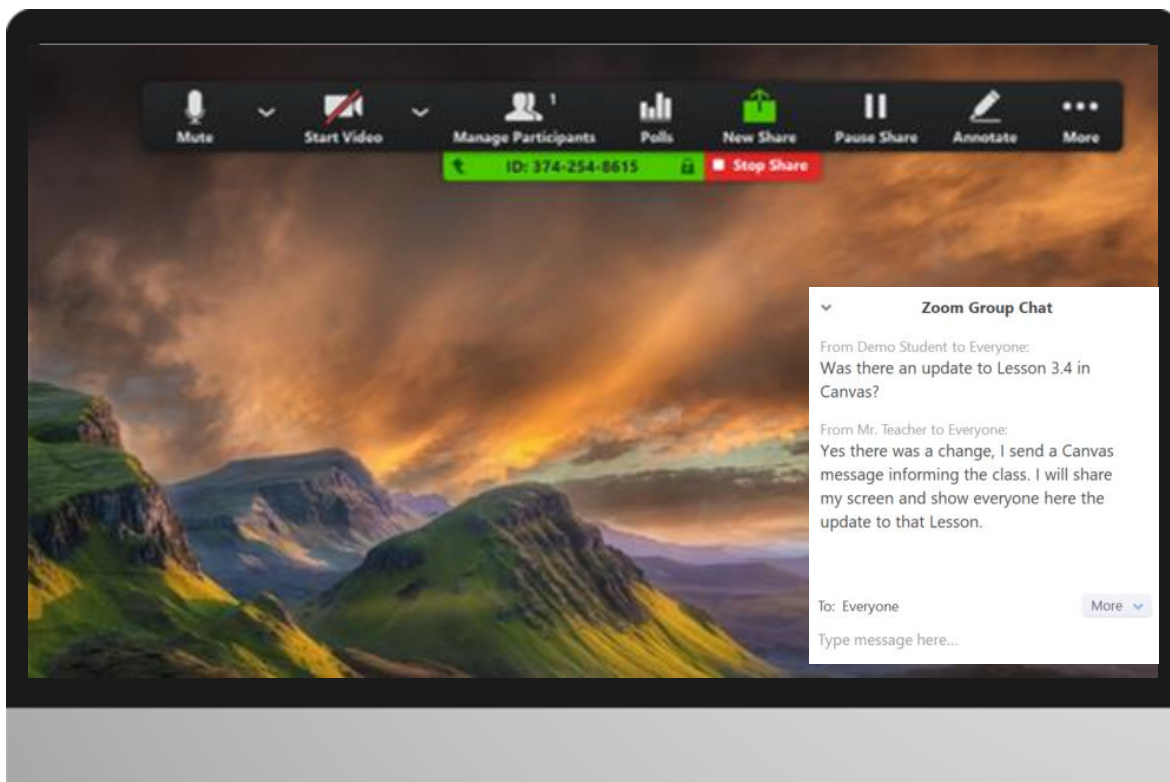 1
Mute Start Video Manage Participants Polls New Share Pause Share Annotate More
ID: 374-254-8615 Stop Share
Zoom Group Chat
From Demo Student to Everyone:
Was there an update to Lesson 3.4 in
Canvas?
From Mr. Teacher to Everyone:
Yes there was a change, I send a Canvas
message informing the class. I will share
my screen and show everyone here the
update to that Lesson.
To: Everyone More
Type message here...